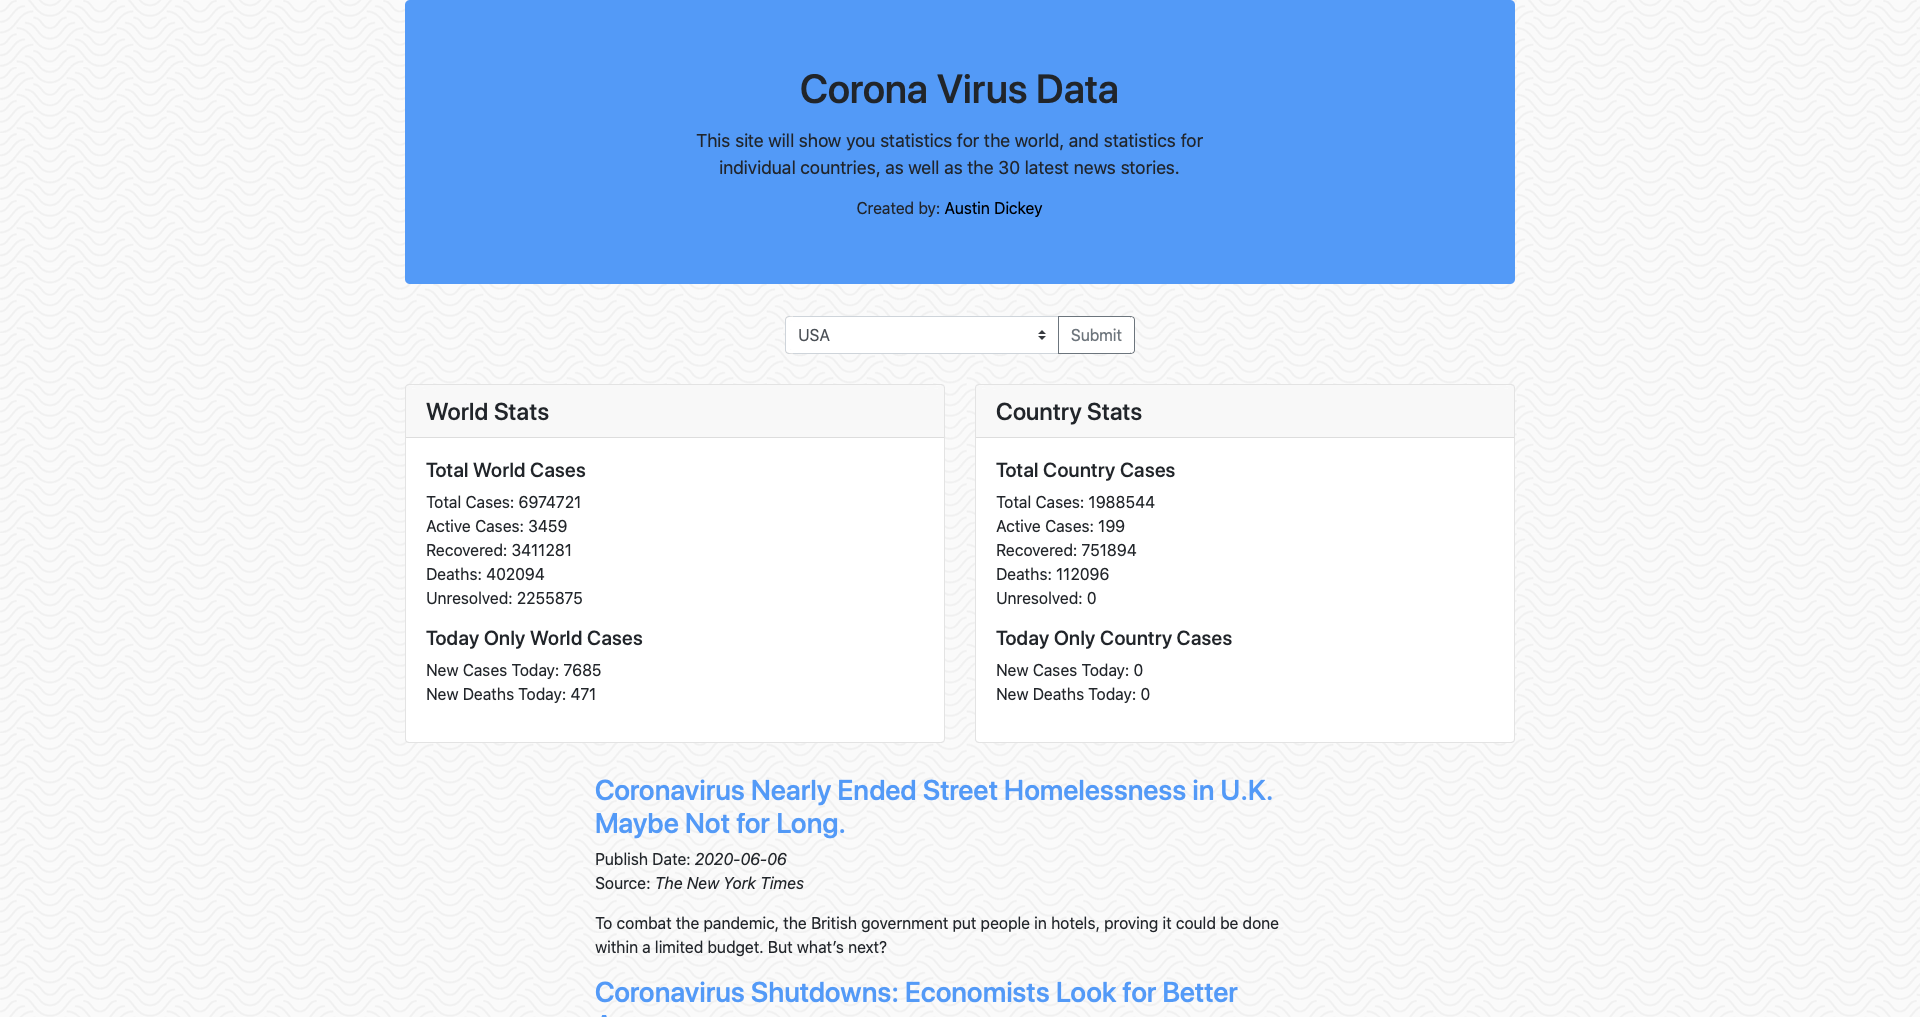 Corona Virus Data
This site will show you statistics for the world, and statistics for
individual countries, as well as the 30 latest news stories.
Created by: Austin Dickey
USA
Submit
World Stats
Total World Cases
Total Cases: 6974721
Active Cases: 3459
Recovered: 3411281
Deaths: 402094
Unresolved: 2255875
Today Only World Cases
New Cases Today: 7685
New Deaths Today: 471
Country Stats
Total Country Cases
Total Cases: 1988544
Active Cases: 199
Recovered: 751894
Deaths: 112096
Unresolved: 0
Today Only Country Cases
New Cases Today: 0
New Deaths Today: 0
Coronavirus Nearly Ended Street Homelessness in U.K.
Maybe Not for Long.
Publish Date: 2020-06-06
Source: The New York Times
To combat the pandemic, the British government put people in hotels, proving it could be done
within a limited budget. But what’s next?
Coronavirus Shutdowns: Economists Look for Better